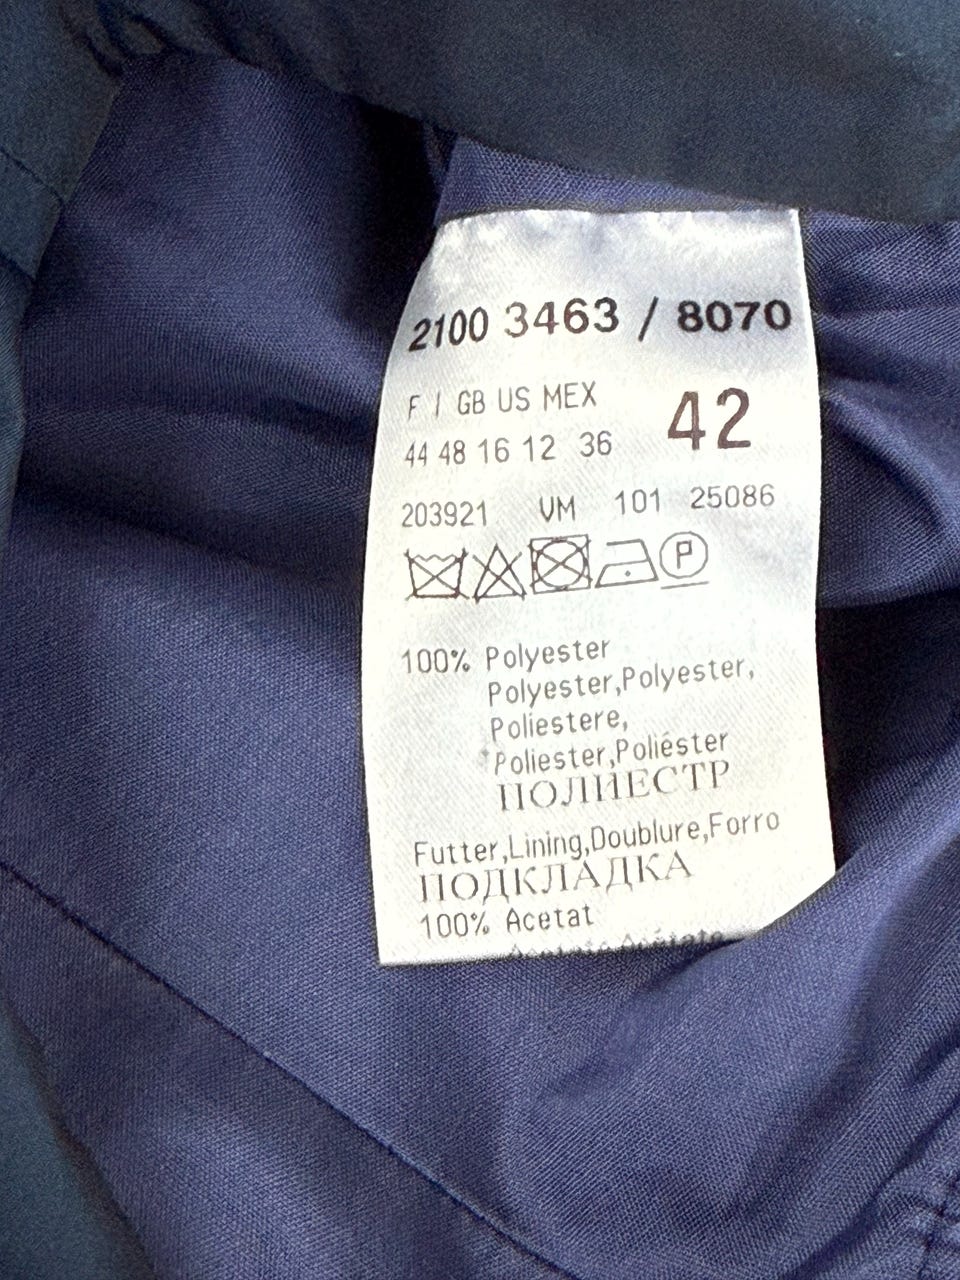 2100 3463 / 8070
F I GB US MEX 42
44 48 16 12 36
203921 VM 101 25086
P
100% Polyester
Polyester,Polyester,
Poliestere,
Poliester,Poliéster
ПОЛИЕСТР
Futter,Lining,Doublure,Forro
ПОДКЛАДКА
100% Acetat